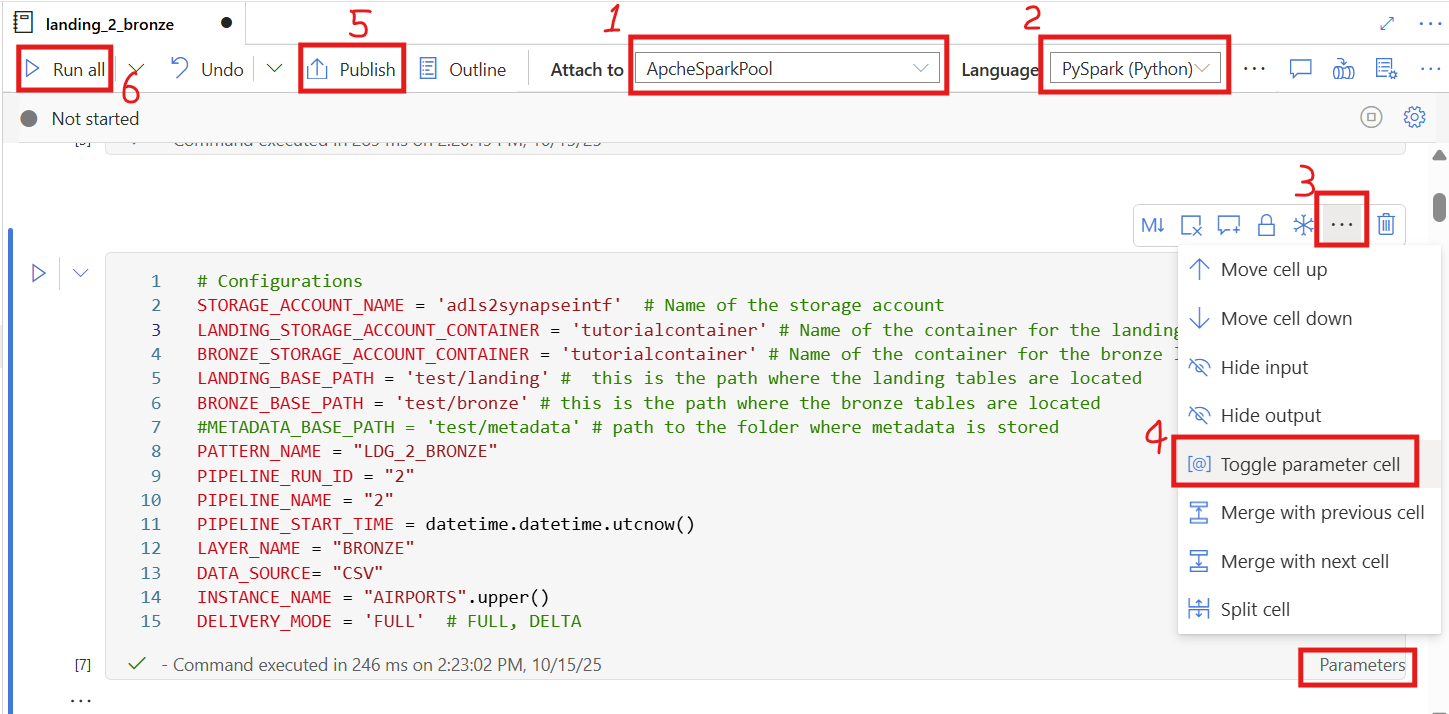 landing_2_bronze
5
1
2
Run all
Undo
Publish
Outline
Attach to
ApcheSparkPool
Language
PySpark (Python)
6
Not started
Command executed in 289 ms on 2:20:49 PM, 10/15/25
3
M↓
1 # Configurations
2 STORAGE_ACCOUNT_NAME = 'adls2synapseintf'  # Name of the storage account
3 LANDING_STORAGE_ACCOUNT_CONTAINER = 'tutorialcontainer' # Name of the container for the landing
4 BRONZE_STORAGE_ACCOUNT_CONTAINER = 'tutorialcontainer' # Name of the container for the bronze
5 LANDING_BASE_PATH = 'test/landing' #  this is the path where the landing tables are located
6 BRONZE_BASE_PATH = 'test/bronze' # this is the path where the bronze tables are located
7 #METADATA_BASE_PATH = 'test/metadata' # path to the folder where metadata is stored
8 PATTERN_NAME = "LDG_2_BRONZE"
9 PIPELINE_RUN_ID = "2"
10 PIPELINE_NAME = "2"
11 PIPELINE_START_TIME = datetime.datetime.utcnow()
12 LAYER_NAME = "BRONZE"
13 DATA_SOURCE= "CSV"
14 INSTANCE_NAME = "AIRPORTS".upper()
15 DELIVERY_MODE = 'FULL'  # FULL, DELTA
Move cell up
Move cell down
Hide input
Hide output
4
[@] Toggle parameter cell
Merge with previous cell
Merge with next cell
Split cell
[7]
- Command executed in 246 ms on 2:23:02 PM, 10/15/25
Parameters